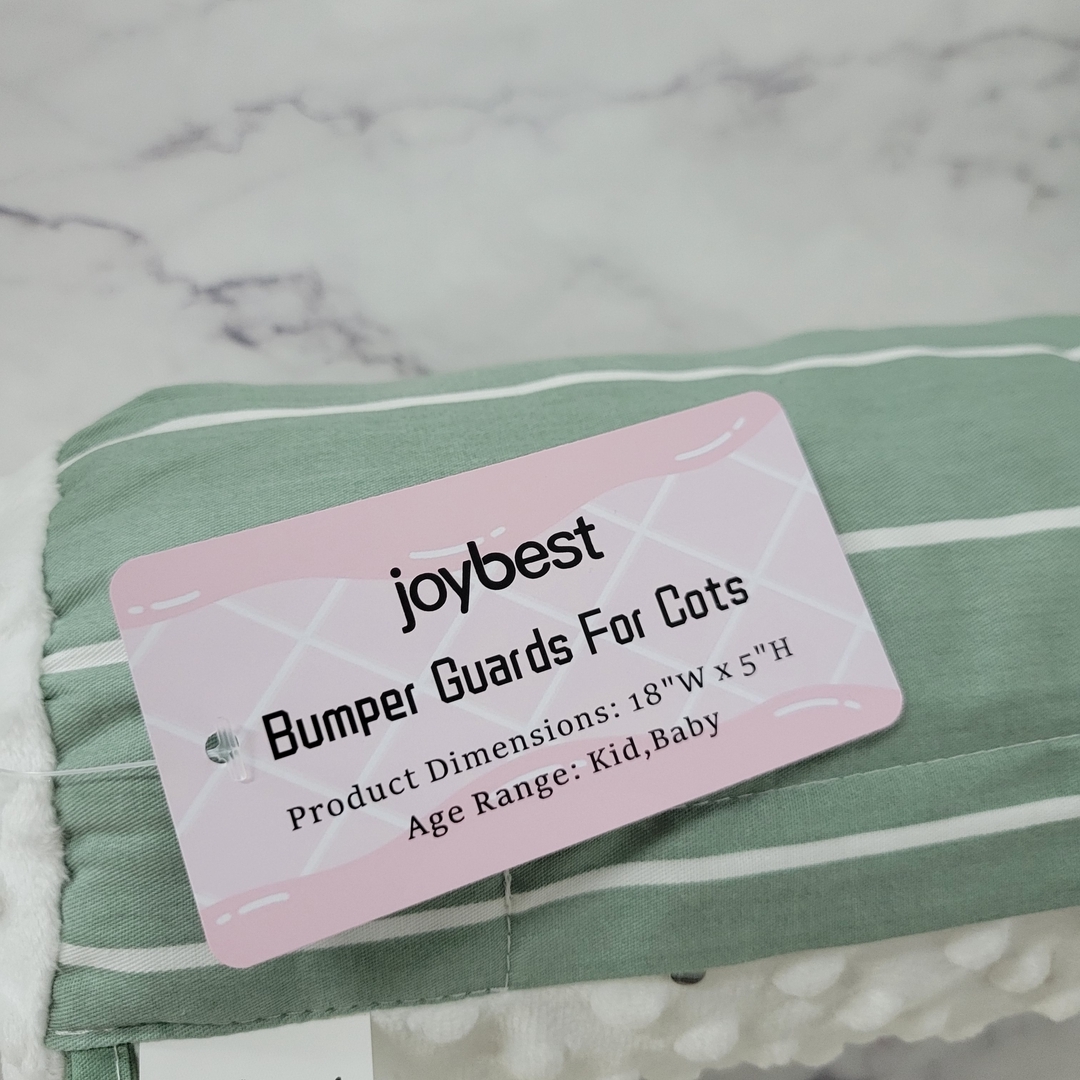 joybest
Bumper Guards For Cots
Product Dimensions: 18"W x 5"H
Age Range: Kid,Baby